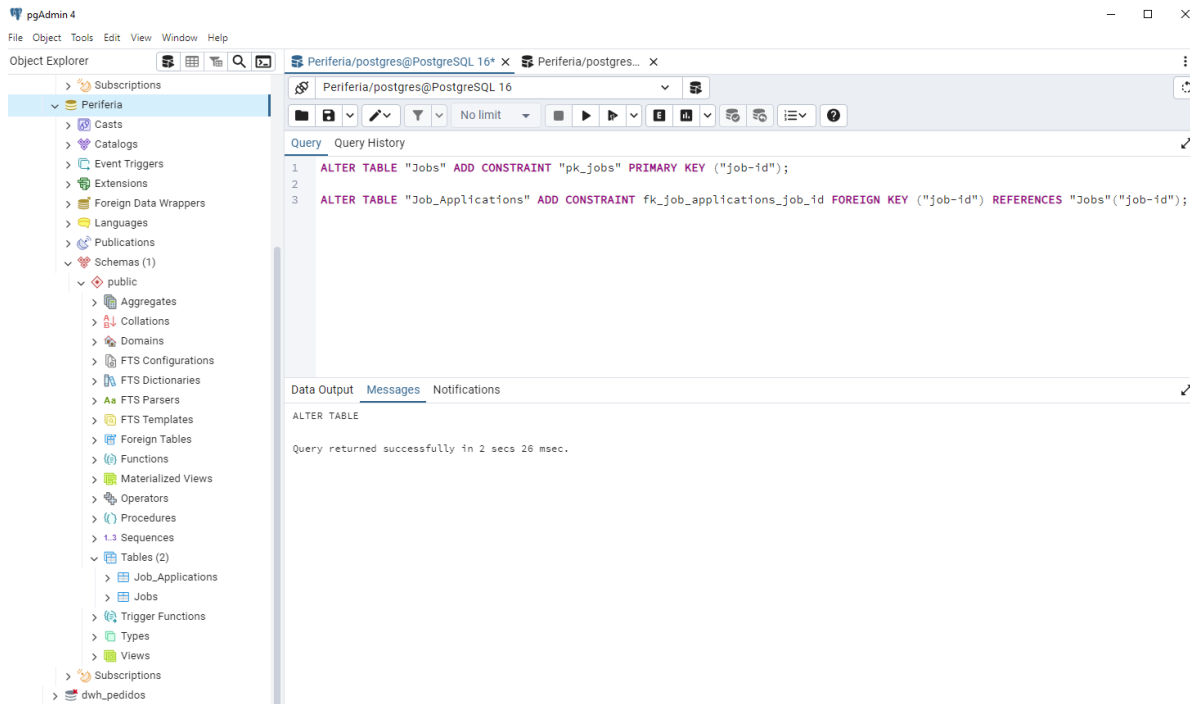 pgAdmin 4
File Object Tools Edit View Window Help
Object Explorer
Subscriptions
Periferia
Casts
Catalogs
Event Triggers
Extensions
Foreign Data Wrappers
Languages
Publications
Schemas (1)
public
Aggregates
Collations
Domains
FTS Configurations
FTS Dictionaries
Aa FTS Parsers
FTS Templates
Foreign Tables
Functions
Materialized Views
Operators
Procedures
1..3 Sequences
Tables (2)
Job_Applications
Jobs
Trigger Functions
Types
Views
Subscriptions
dwh_pedidos
Periferia/postgres@PostgreSQL 16*
Periferia/postgres...
Periferia/postgres@PostgreSQL 16
No limit
E
Query Query History
1 ALTER TABLE "Jobs" ADD CONSTRAINT "pk_jobs" PRIMARY KEY ("job-id");
2
3 ALTER TABLE "Job_Applications" ADD CONSTRAINT fk_job_applications_job_id FOREIGN KEY ("job-id") REFERENCES "Jobs"("job-id");
Data Output Messages Notifications
ALTER TABLE
Query returned successfully in 2 secs 26 msec.